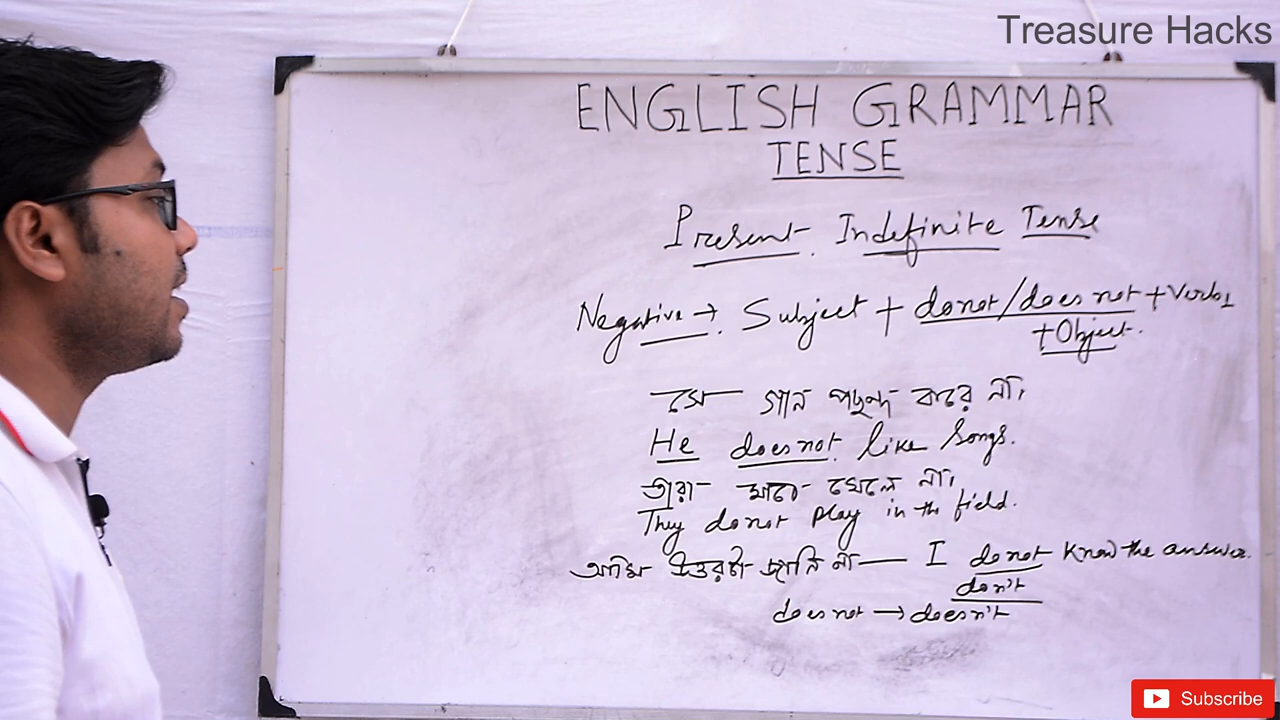 Treasure Hacks
ENGLISH GRAMMAR
TENSE
Present Indefinite Tense
Negative → Subject + do not/does not + Verb1
+ Object.
সে গান পছন্দ করে না।
He does not like songs.
তারা মাঠে খেলে না।
They do not play in the field.
আমি উত্তরটা জানি না — I do not know the answer.
don't
does not → doesn't
Subscribe